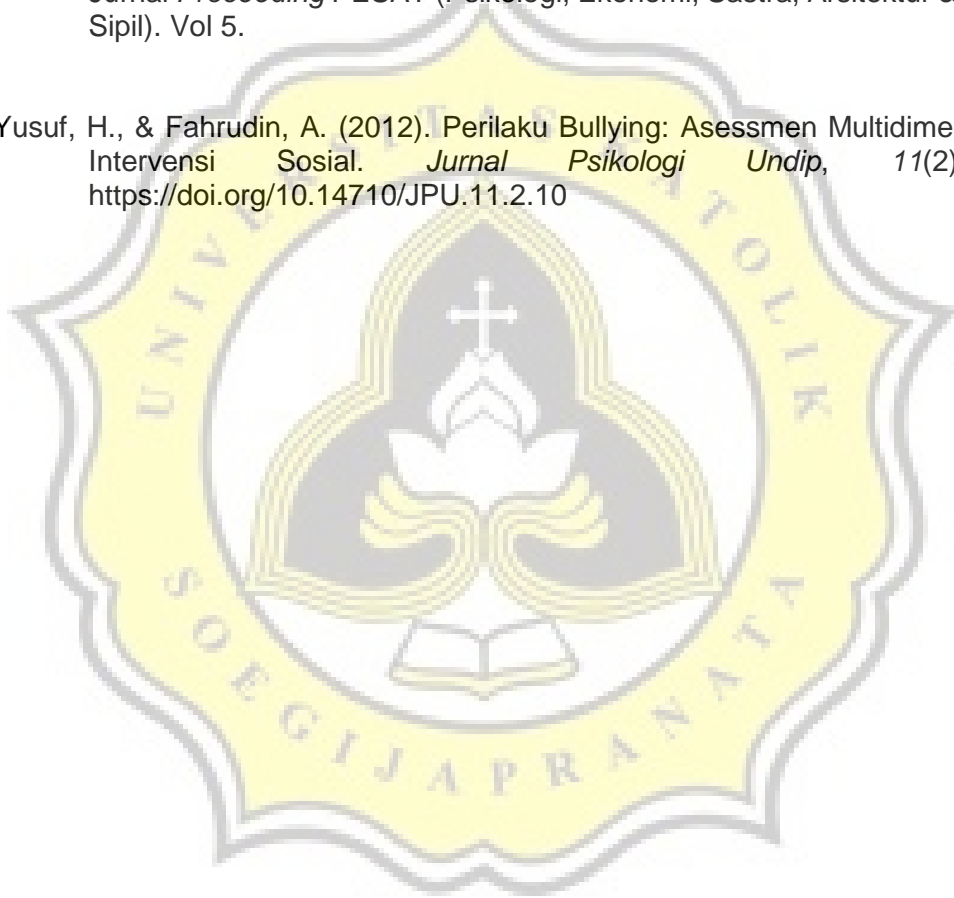 Sipil). Vol 5.
Yusuf, H., & Fahrudin, A. (2012). Perilaku Bullying: Asessmen
Intervensi Sosial. Jurnal Psikologi Undip, 11(2)
https://doi.org/10.14710/JPU.11.2.10
UNIVERSITAS KATOLIK
SOEGIJAPRANATA